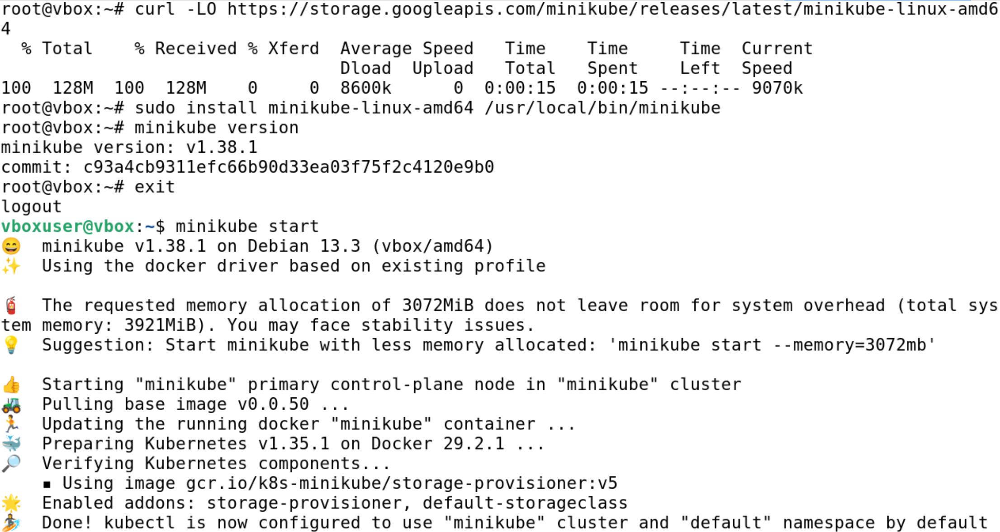 root@vbox:~# curl -LO https://storage.googleapis.com/minikube/releases/latest/minikube-linux-amd6
4
  % Total    % Received % Xferd  Average Speed   Time    Time     Time  Current
                                 Dload  Upload   Total   Spent    Left  Speed
100  128M  100  128M    0     0  8600k      0  0:00:15  0:00:15 --:--:-- 9070k
root@vbox:~# sudo install minikube-linux-amd64 /usr/local/bin/minikube
root@vbox:~# minikube version
minikube version: v1.38.1
commit: c93a4cb9311efc66b90d33ea03f75f2c4120e9b0
root@vbox:~# exit
logout
vboxuser@vbox:~$ minikube start
😄  minikube v1.38.1 on Debian 13.3 (vbox/amd64)
✨  Using the docker driver based on existing profile
🧯  The requested memory allocation of 3072MiB does not leave room for system overhead (total sys
tem memory: 3921MiB). You may face stability issues.
💡  Suggestion: Start minikube with less memory allocated: 'minikube start --memory=3072mb'
👍  Starting "minikube" primary control-plane node in "minikube" cluster
🚜  Pulling base image v0.0.50 ...
🏃  Updating the running docker "minikube" container ...
🐳  Preparing Kubernetes v1.35.1 on Docker 29.2.1 ...
🔎  Verifying Kubernetes components...
    ▪ Using image gcr.io/k8s-minikube/storage-provisioner:v5
🌟  Enabled addons: storage-provisioner, default-storageclass
🏄  Done! kubectl is now configured to use "minikube" cluster and "default" namespace by default